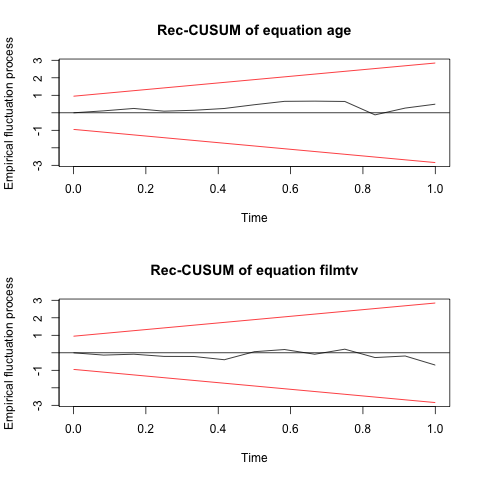 Rec-CUSUM of equation age
Empirical fluctuation process
3
2
1
-1
-3
0.0 0.2 0.4 0.6 0.8 1.0
Time
Rec-CUSUM of equation filmtv
Empirical fluctuation process
3
2
1
-1
-3
0.0 0.2 0.4 0.6 0.8 1.0
Time